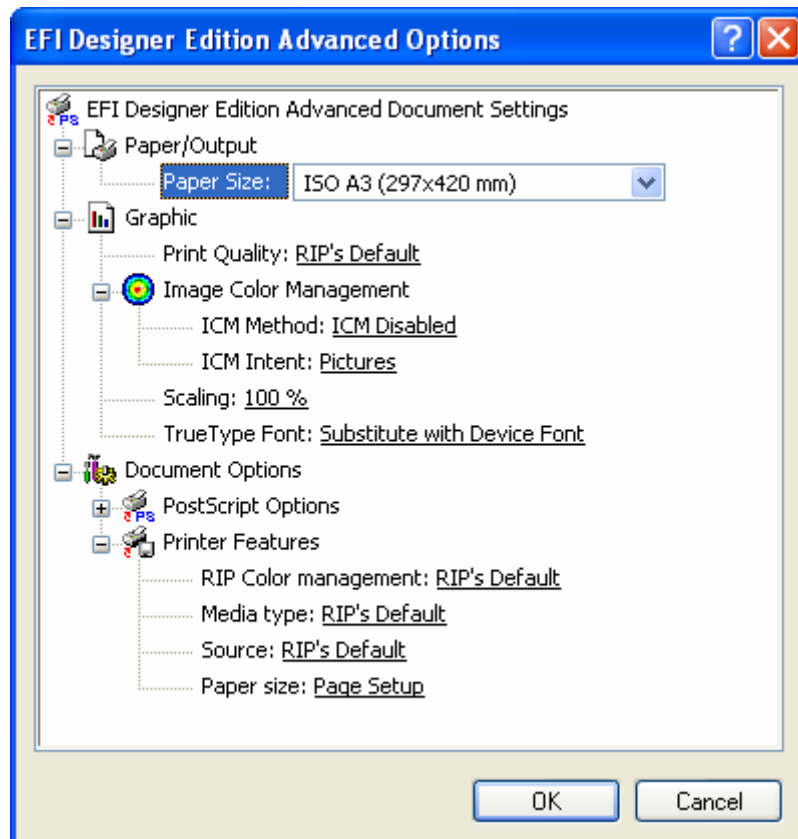 EFI Designer Edition Advanced Options
EFI Designer Edition Advanced Document Settings
Paper/Output
Paper Size: ISO A3 (297x420 mm)
Graphic
Print Quality: RIP's Default
Image Color Management
ICM Method: ICM Disabled
ICM Intent: Pictures
Scaling: 100 %
TrueType Font: Substitute with Device Font
Document Options
PostScript Options
Printer Features
RIP Color management: RIP's Default
Media type: RIP's Default
Source: RIP's Default
Paper size: Page Setup
OK Cancel